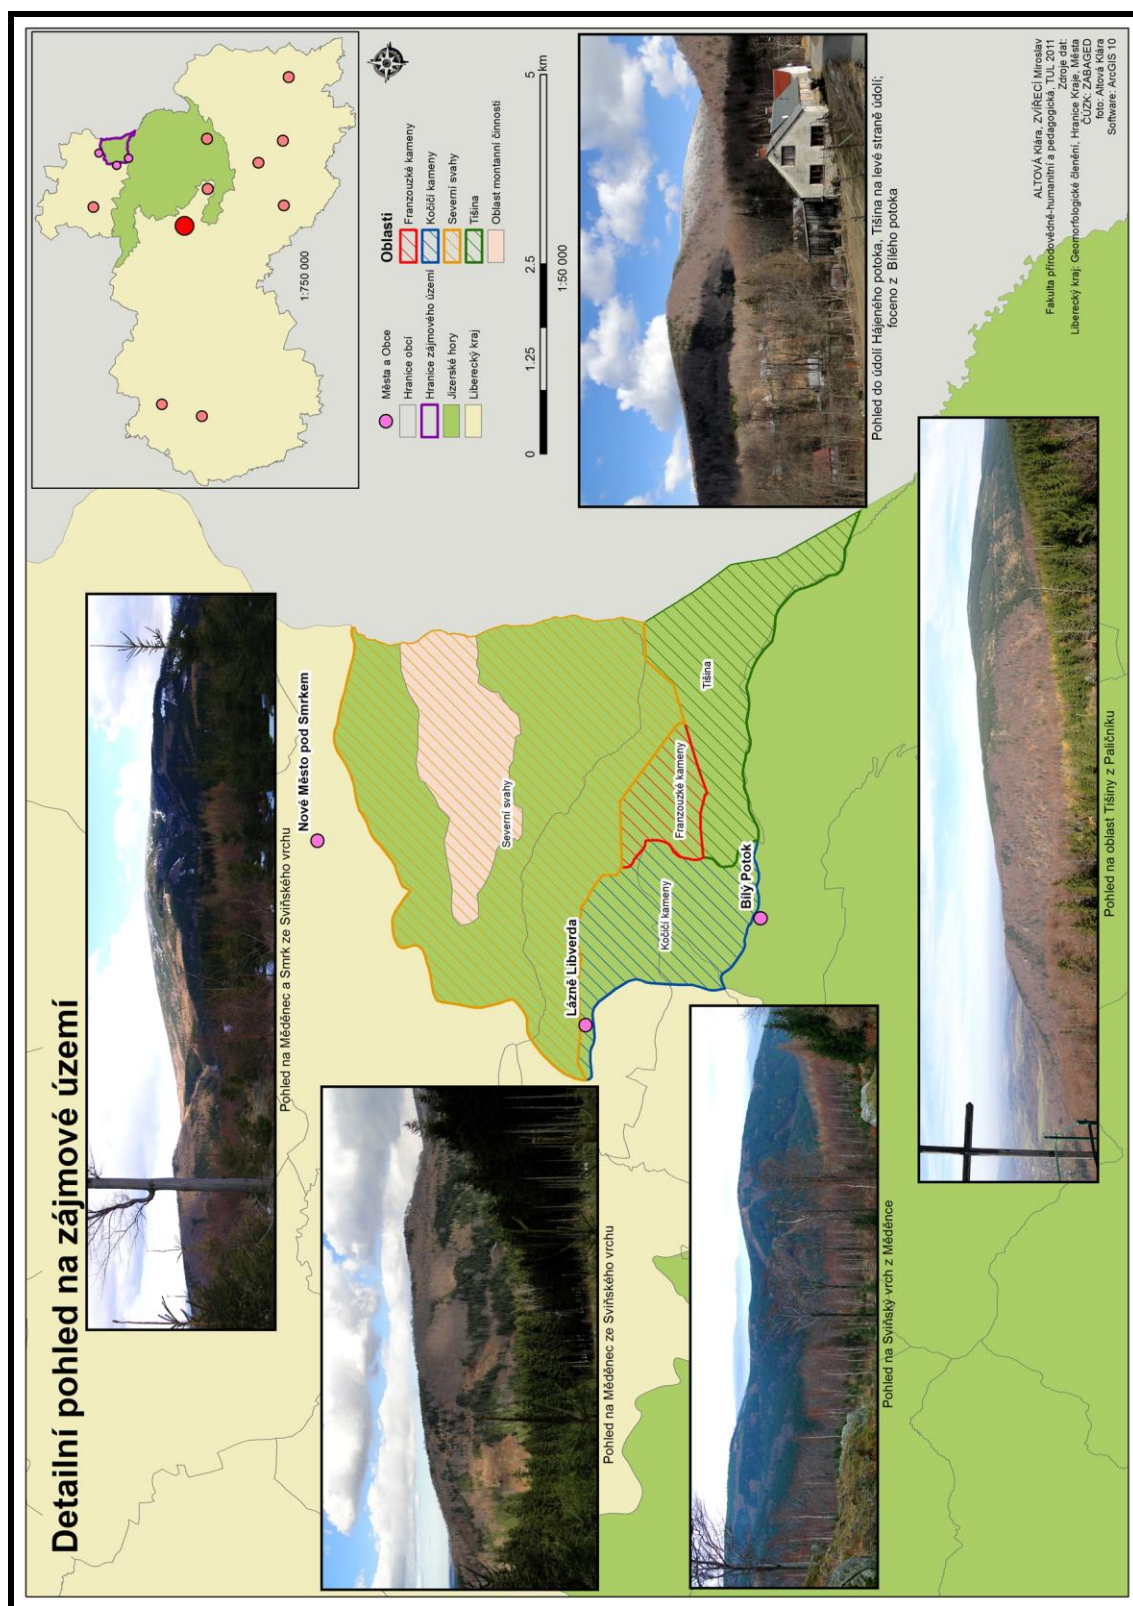 Detailní pohled na zájmové území
Pohled na Měděnec a Smrk ze Sviňského vrchu
Pohled na Měděnec ze Sviňského vrchu
Pohled na Sviňský vrch z Měděnce
Pohled na oblast Tišiny z Paličníku
Pohled do údolí Hájeného potoka, Tišina na levé straně údolí;
foceno z Bílého potoka
Nové Město pod Smrkem
Lázně Libverda
Bílý Potok
Severní svahy
Kočičí kameny
Franzouzké kameny
Tišina
1:750 000
Města a Obce
Hranice obcí
Hranice zájmového území
Jizerské hory
Liberecký kraj
Oblasti
Franzouzké kameny
Kočičí kameny
Severní svahy
Tišina
Oblast montanní činnosti
0 1.25 2.5 5 km
1:50 000
ALTOVÁ Klára, ZVÍŘECÍ Miroslav
Fakulta přírodovědně-humanitní a pedagogická, TUL 2011
Zdroje dat:
Liberecký kraj: Geomorfologické členění, Hranice Kraje, Města
ČÚZK: ZABAGED
foto: Altová Klára
Software: ArcGIS 10